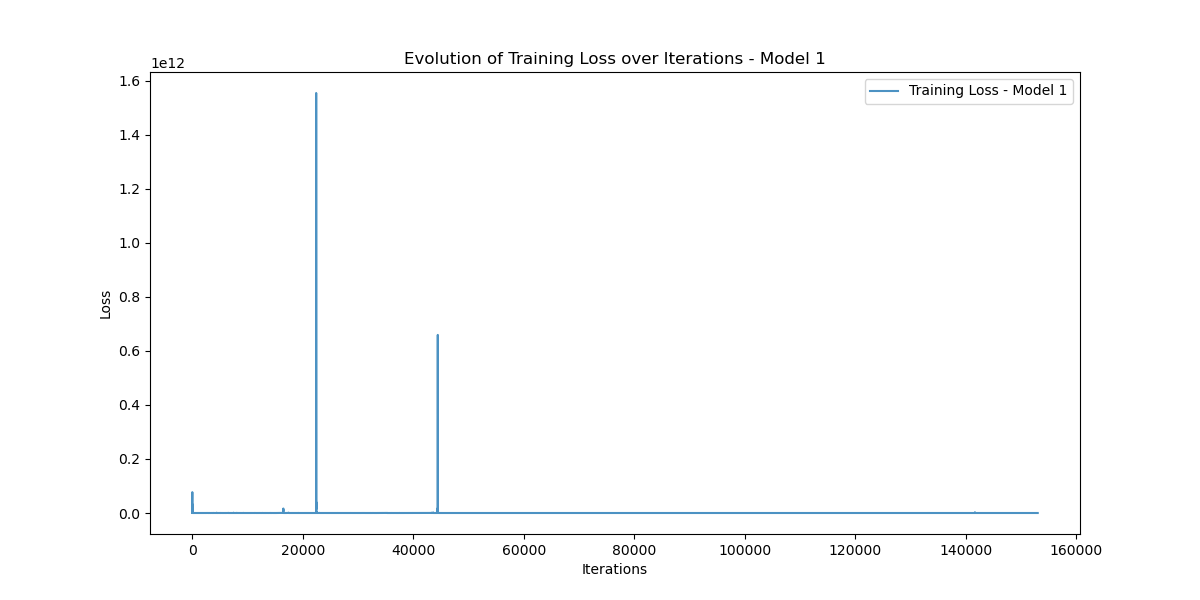 Evolution of Training Loss over Iterations - Model 1
1e12
Training Loss - Model 1
1.6
1.4
1.2
1.0
0.8
0.6
0.4
0.2
0.0
Loss
0 20000 40000 60000 80000 100000 120000 140000 160000
Iterations